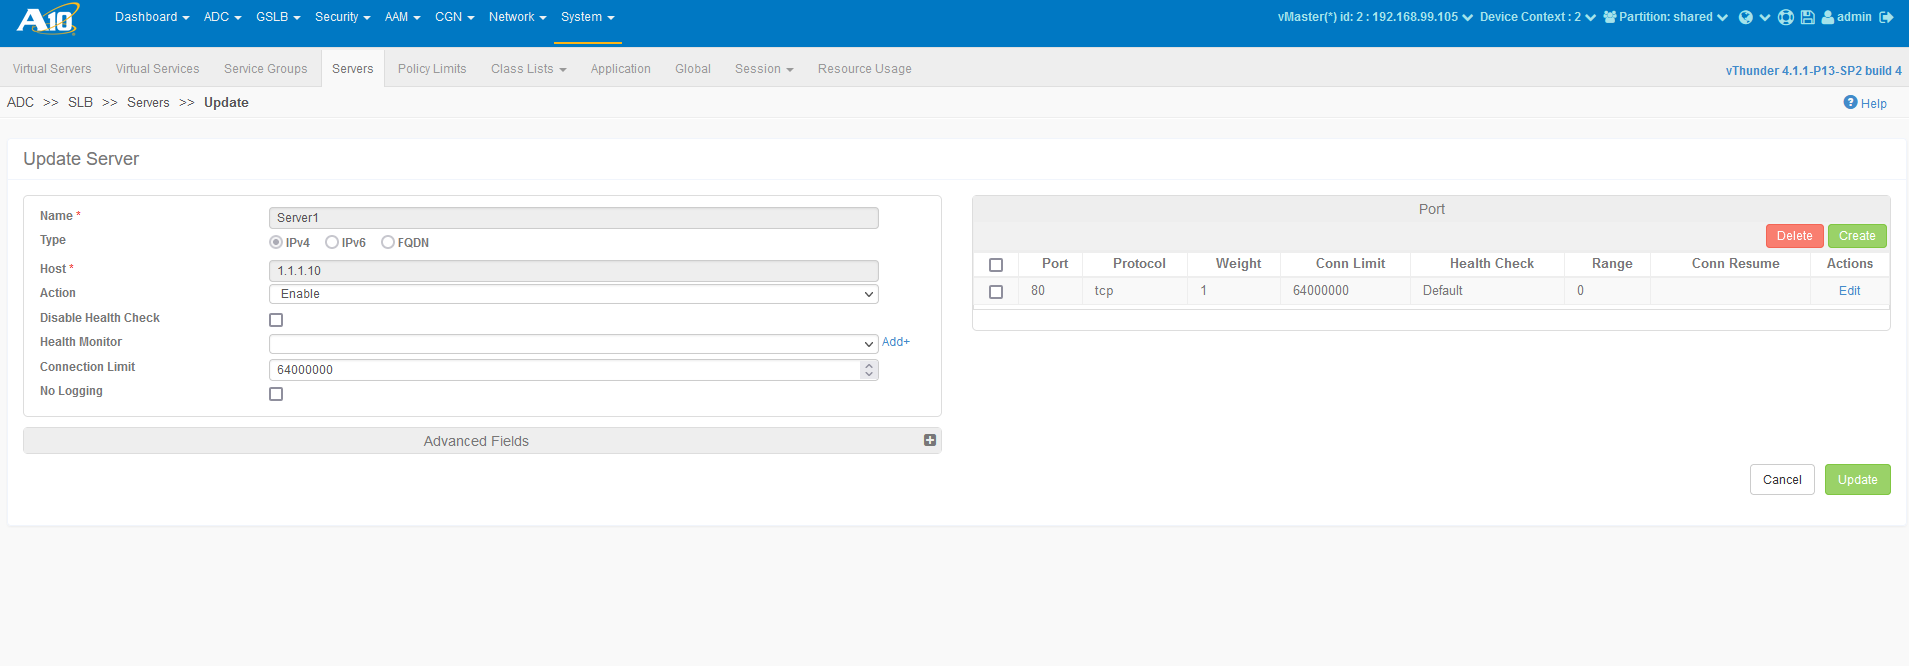 A10 Dashboard ADC GSLB Security AAM CGN Network System vMaster(*) id: 2 : 192.168.99.105 Device Context : 2 Partition: shared admin
Virtual Servers Virtual Services Service Groups Servers Policy Limits Class Lists Application Global Session Resource Usage vThunder 4.1.1-P13-SP2 build 4
ADC >> SLB >> Servers >> Update ? Help
Update Server
Name * Server1
Type IPv4 IPv6 FQDN
Host * 1.1.1.10
Action Enable
Disable Health Check
Health Monitor Add+
Connection Limit 64000000
No Logging
Advanced Fields
Port
Delete Create
Port Protocol Weight Conn Limit Health Check Range Conn Resume Actions
80 tcp 1 64000000 Default 0 Edit
Cancel Update